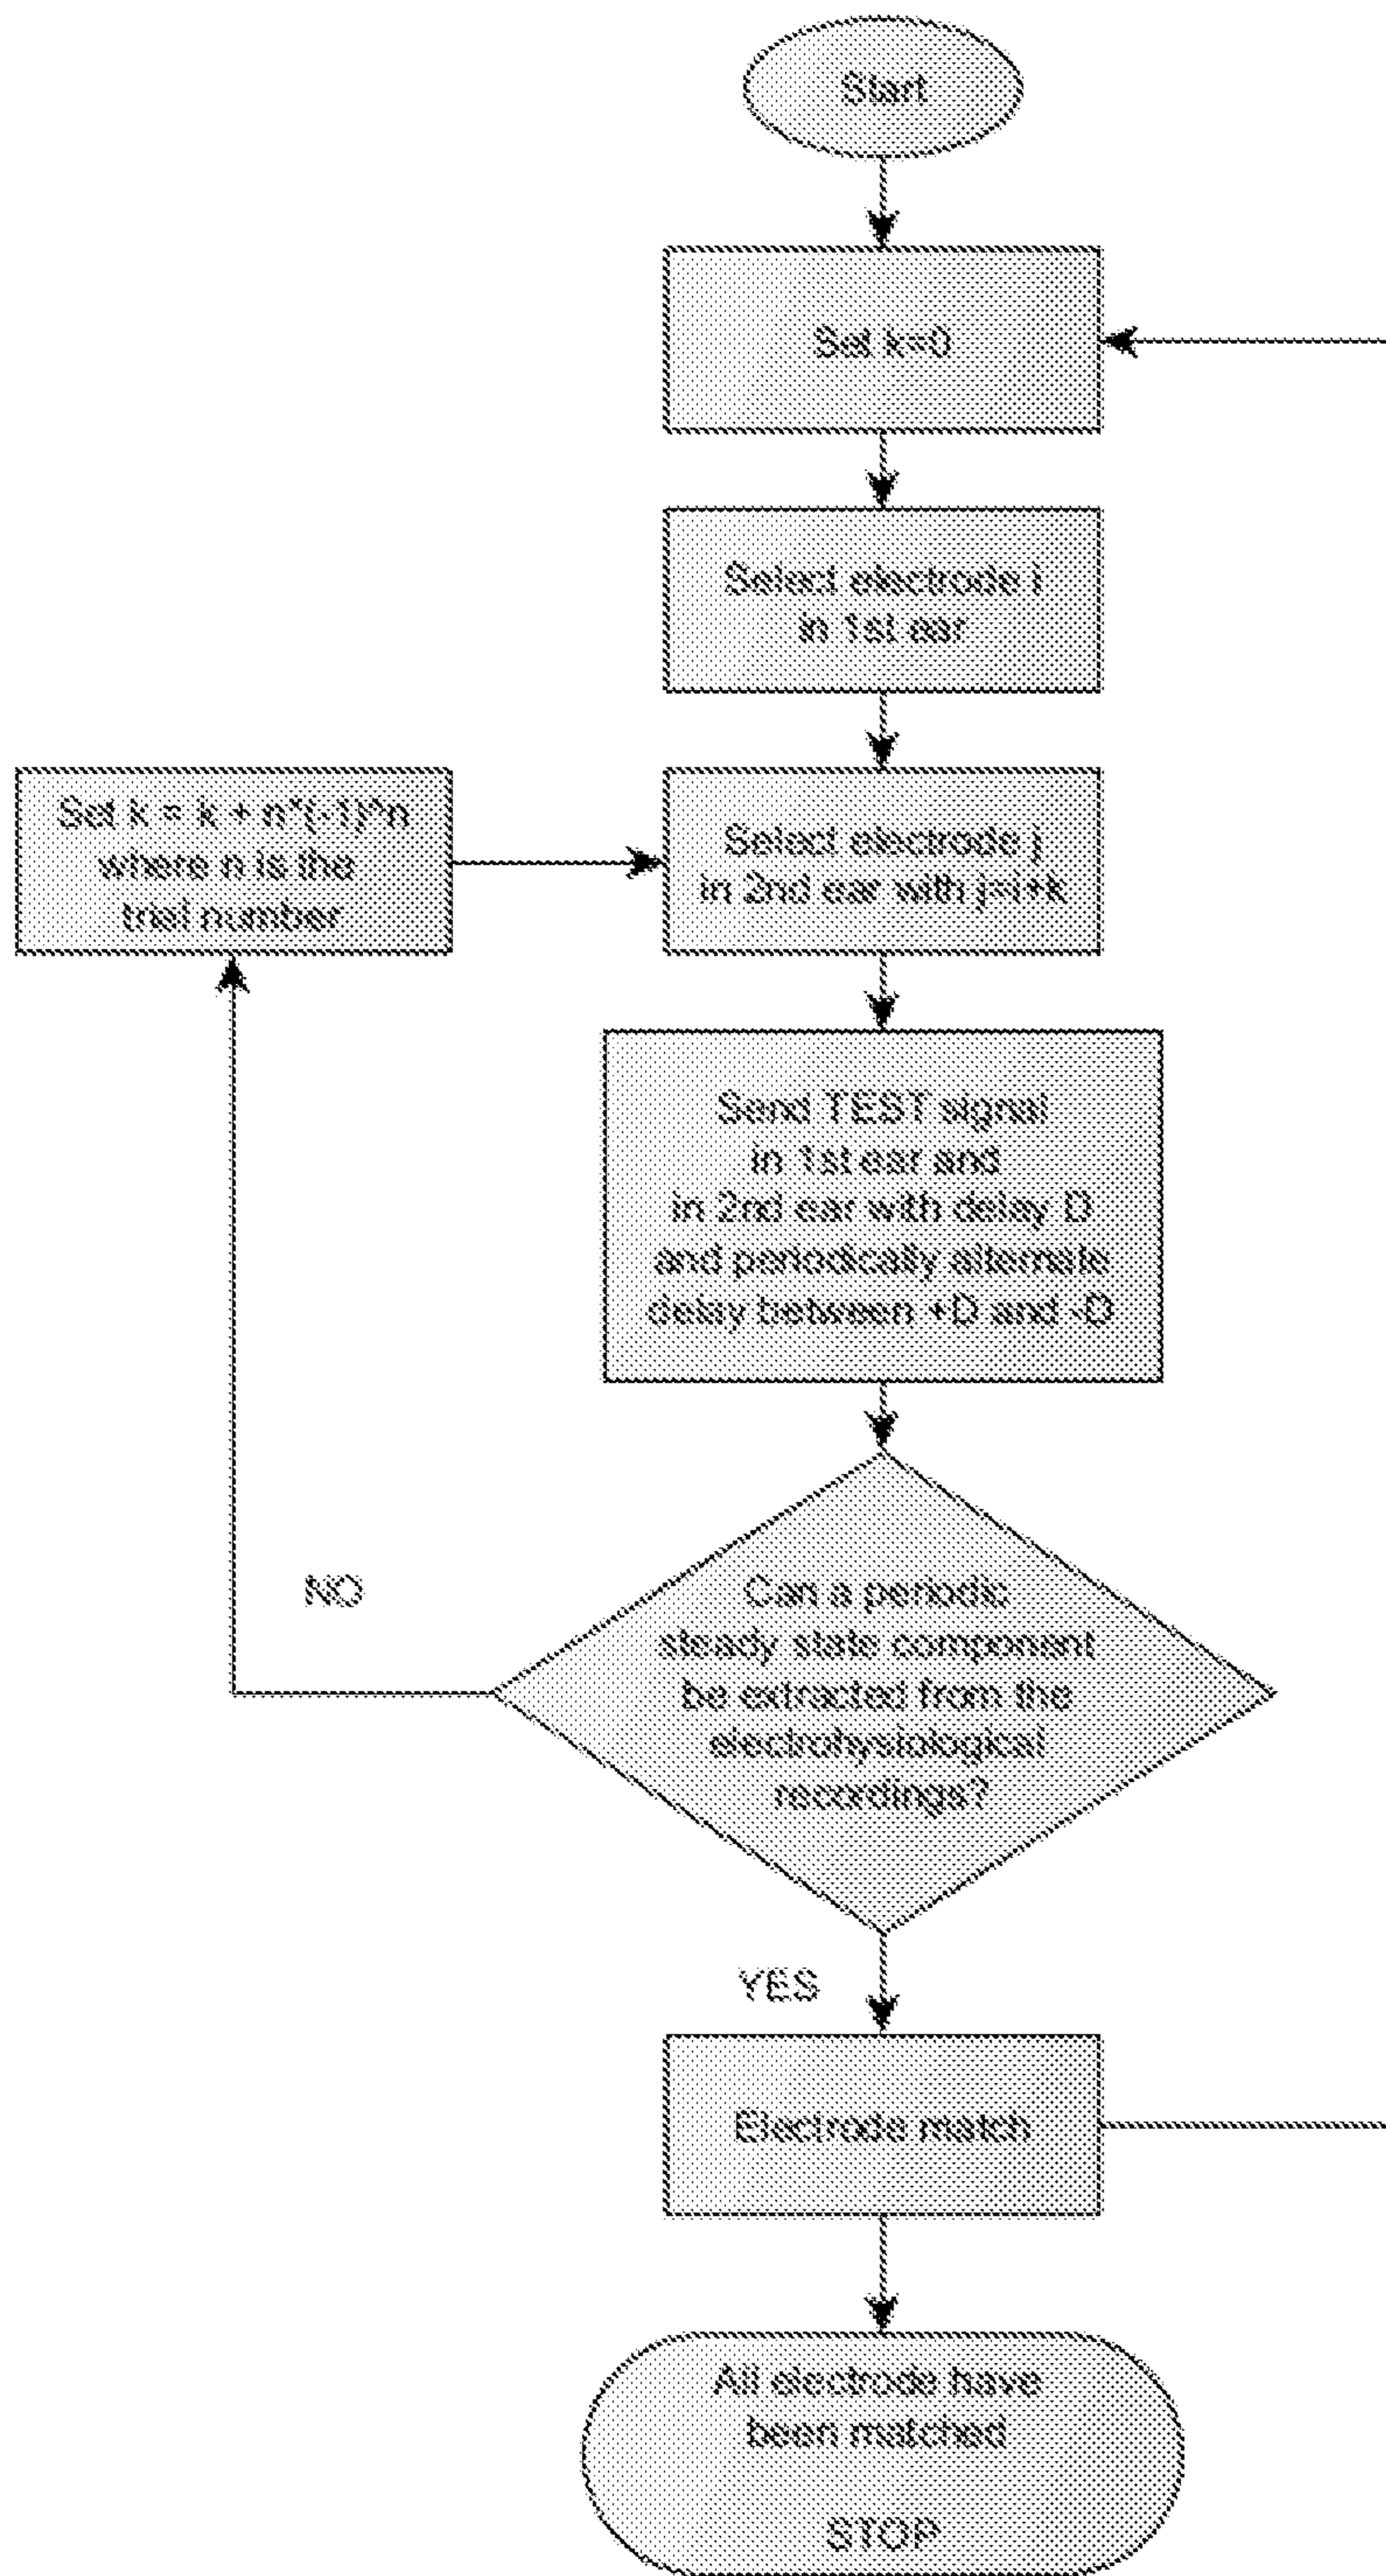 Start
Set k=0
Select electrode i
in 1st ear
Set k = k + n*(-1)^n
where n is the
trial number
Select electrode j
in 2nd ear with j=i+k
Send TEST signal
in 1st ear and
in 2nd ear with delay D
and periodically alternate
delay between +D and -D
Can a periodic
steady state component
be extracted from the
electrohysiological
recordings?
NO
YES
Electrode match
All electrode have
been matched
STOP